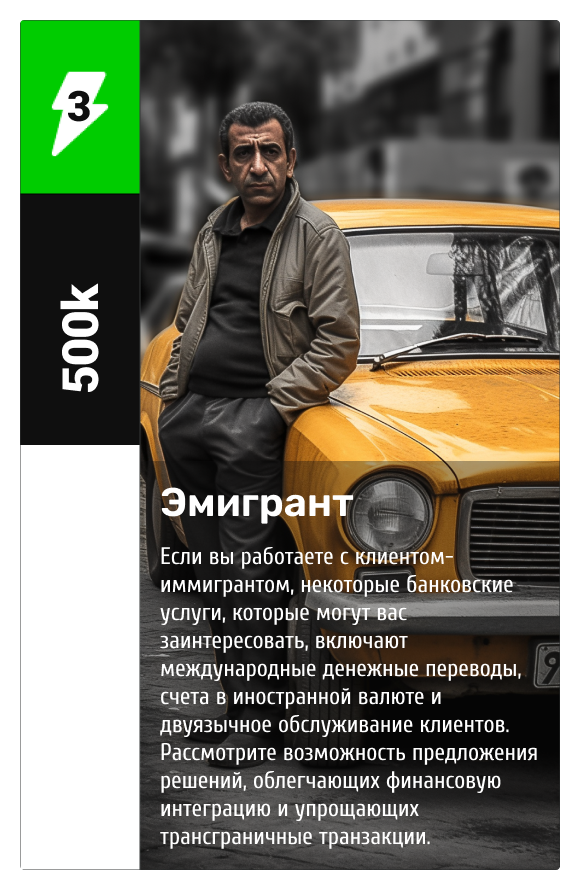 3
500k
Эмигрант
Если вы работаете с клиентом-
иммигрантом, некоторые банковские
услуги, которые могут вас
заинтересовать, включают
международные денежные переводы,
счета в иностранной валюте и
двуязычное обслуживание клиентов.
Рассмотрите возможность предложения
решений, облегчающих финансовую
интеграцию и упрощающих
трансграничные транзакции.
9